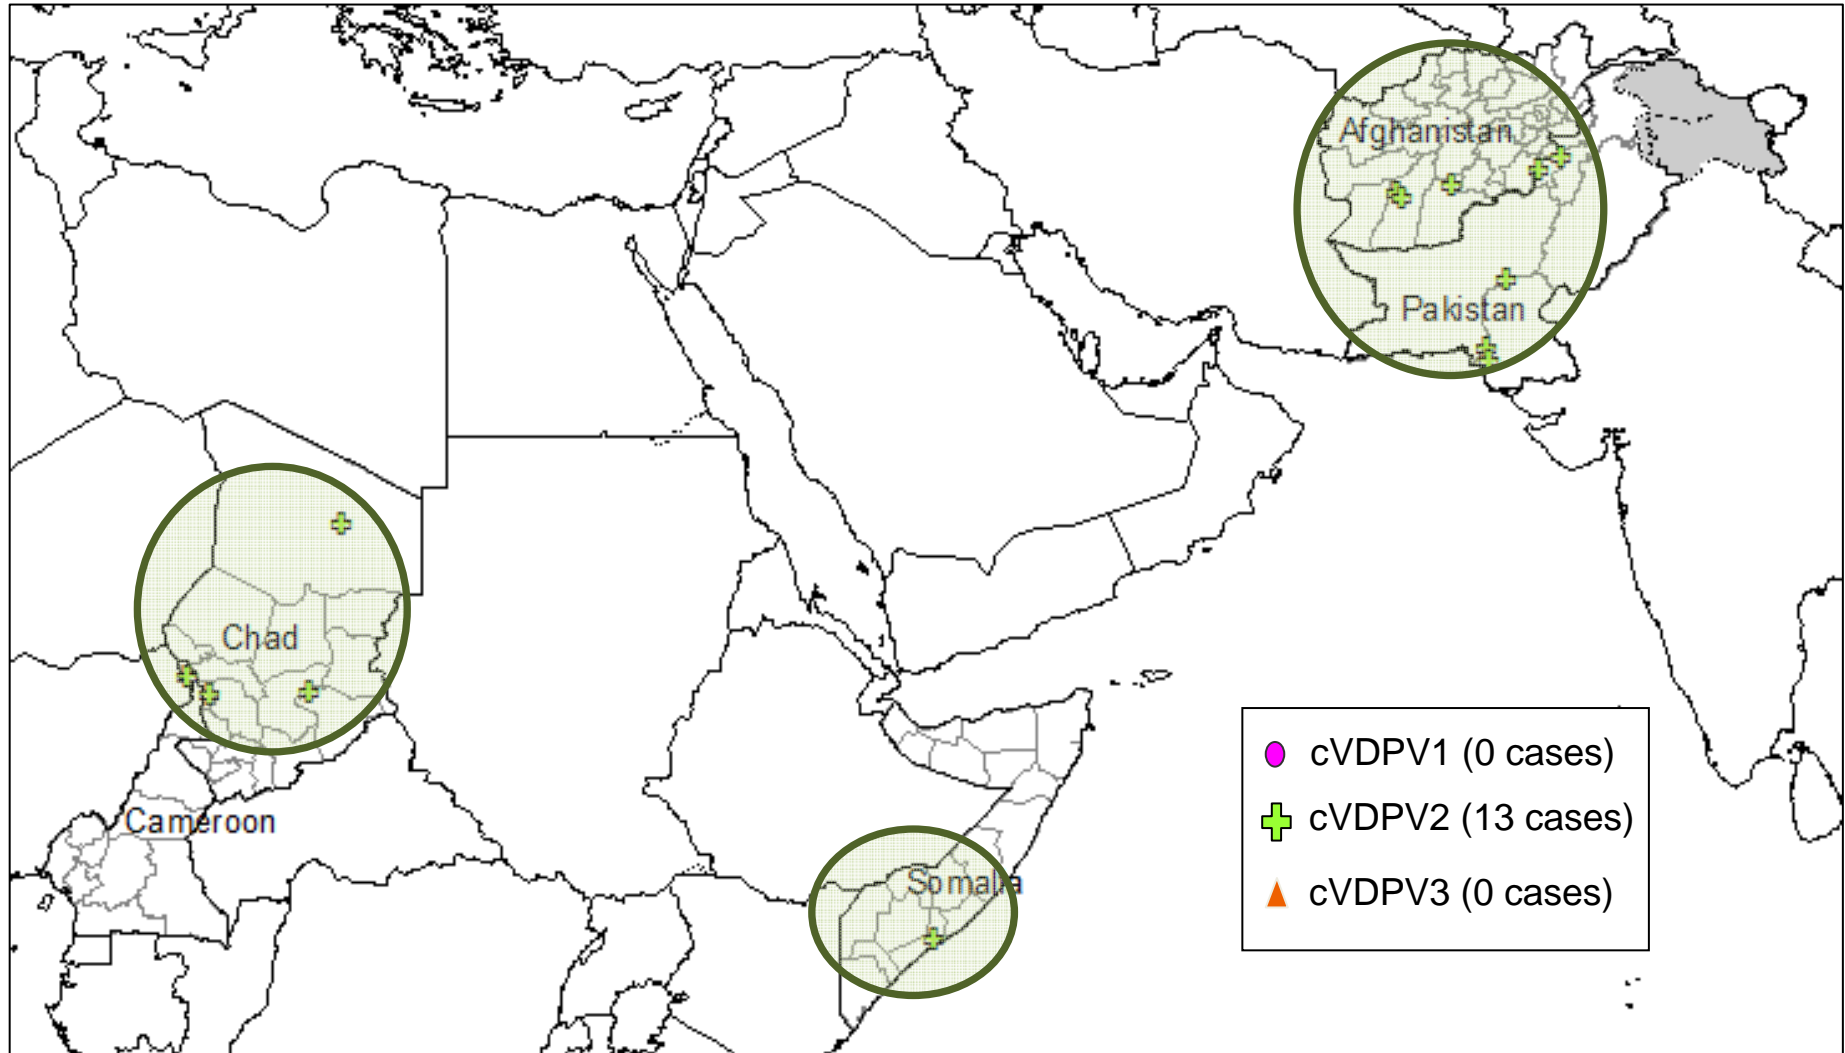 Afghanistan
Pakistan
Chad
Cameroon
Somalia
cVDPV1 (0 cases)
cVDPV2 (13 cases)
cVDPV3 (0 cases)